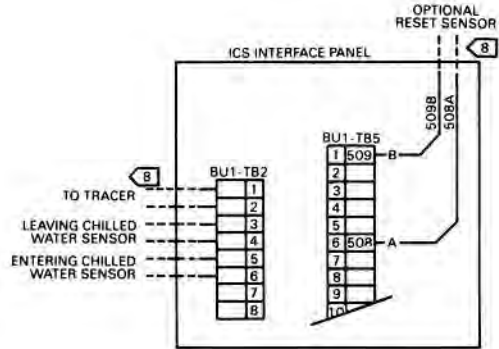 OPTIONAL
RESET SENSOR
8
ICS INTERFACE PANEL
509B
508A
BU1-TB5
1 509 B
2
3
4
5
6 508 A
7
8
9
10
8
BU1-TB2
TO TRACER
1
2
LEAVING CHILLED
WATER SENSOR
3
4
ENTERING CHILLED
WATER SENSOR
5
6
7
8